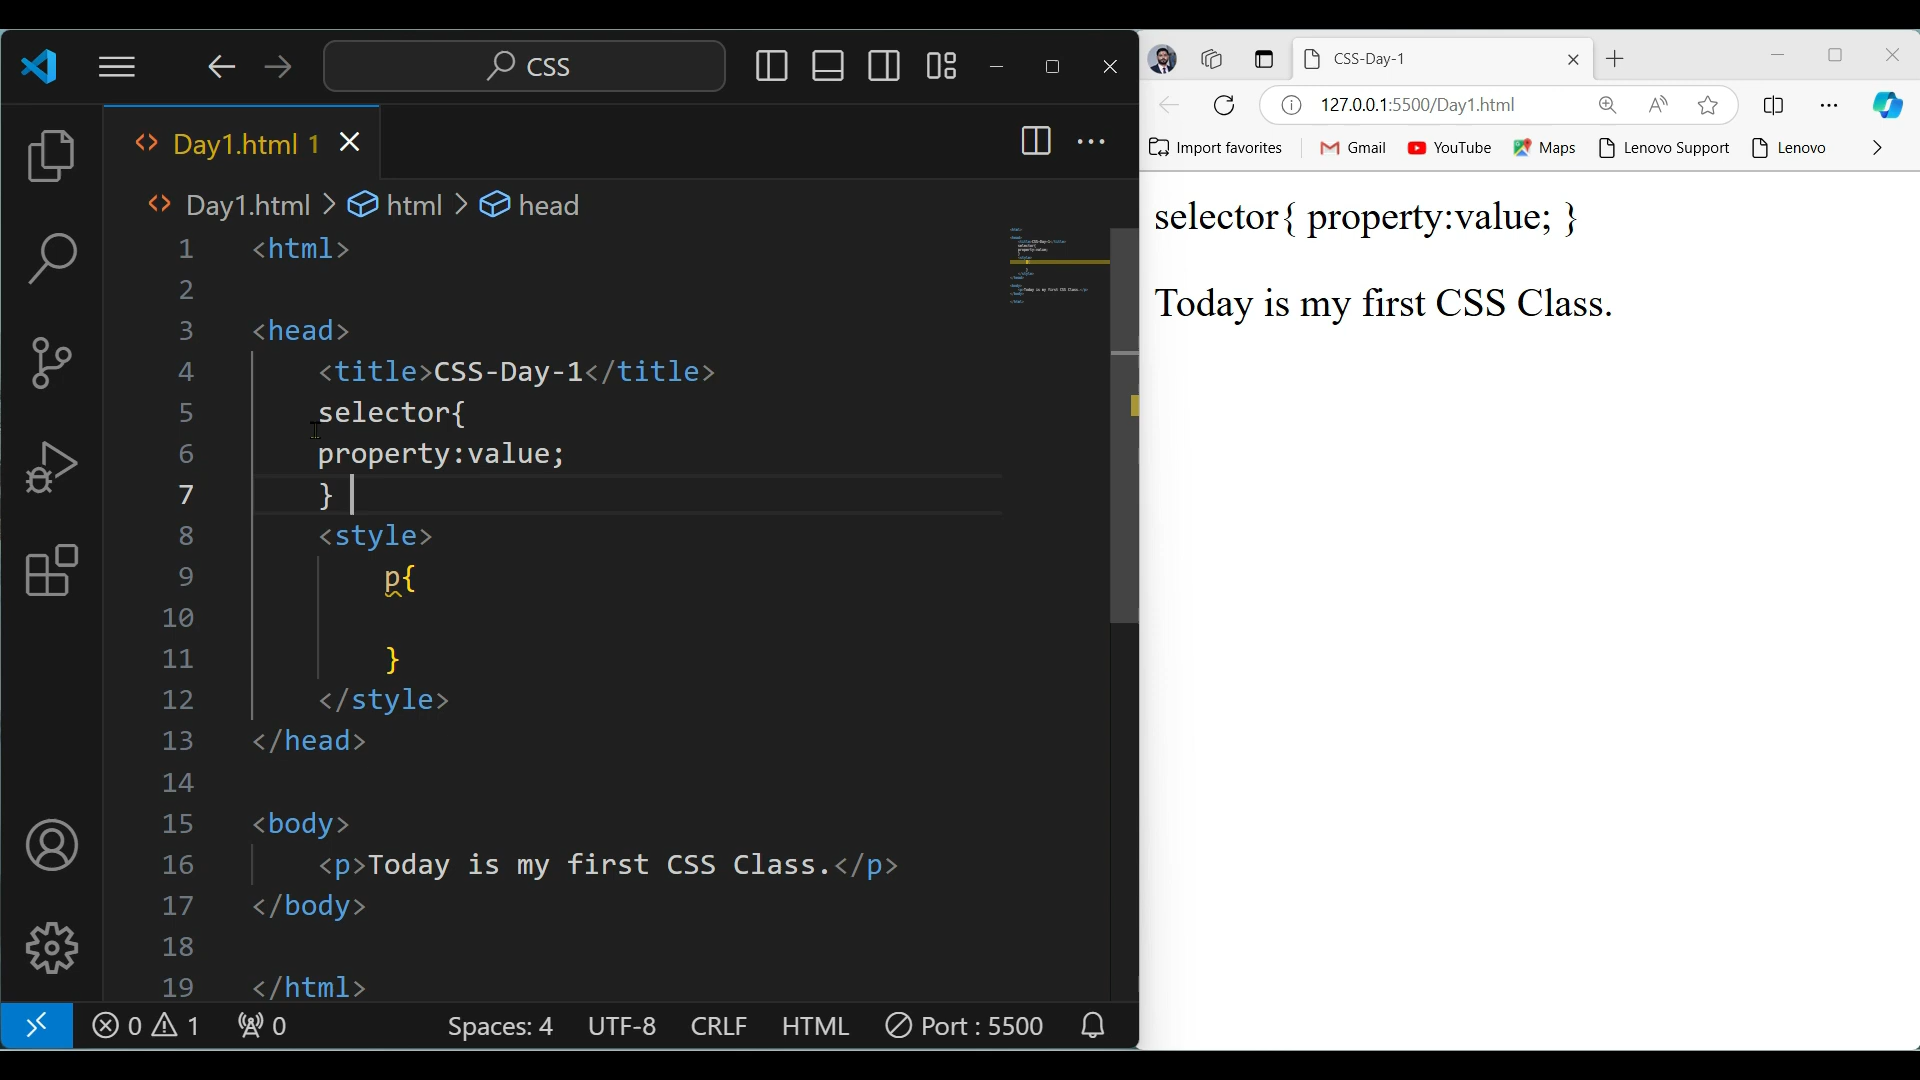 CSS
Day1.html 1
Day1.html > html > head
1 <html>
2
3 <head>
4 <title>CSS-Day-1</title>
5 selector{
6 property:value;
7 }
8 <style>
9 p{
10
11 }
12 </style>
13 </head>
14
15 <body>
16 <p>Today is my first CSS Class.</p>
17 </body>
18
19 </html>
0 1 0 Spaces: 4 UTF-8 CRLF HTML Port : 5500
CSS-Day-1
127.0.0.1:5500/Day1.html
Import favorites Gmail YouTube Maps Lenovo Support Lenovo
selector{ property:value; }
Today is my first CSS Class.